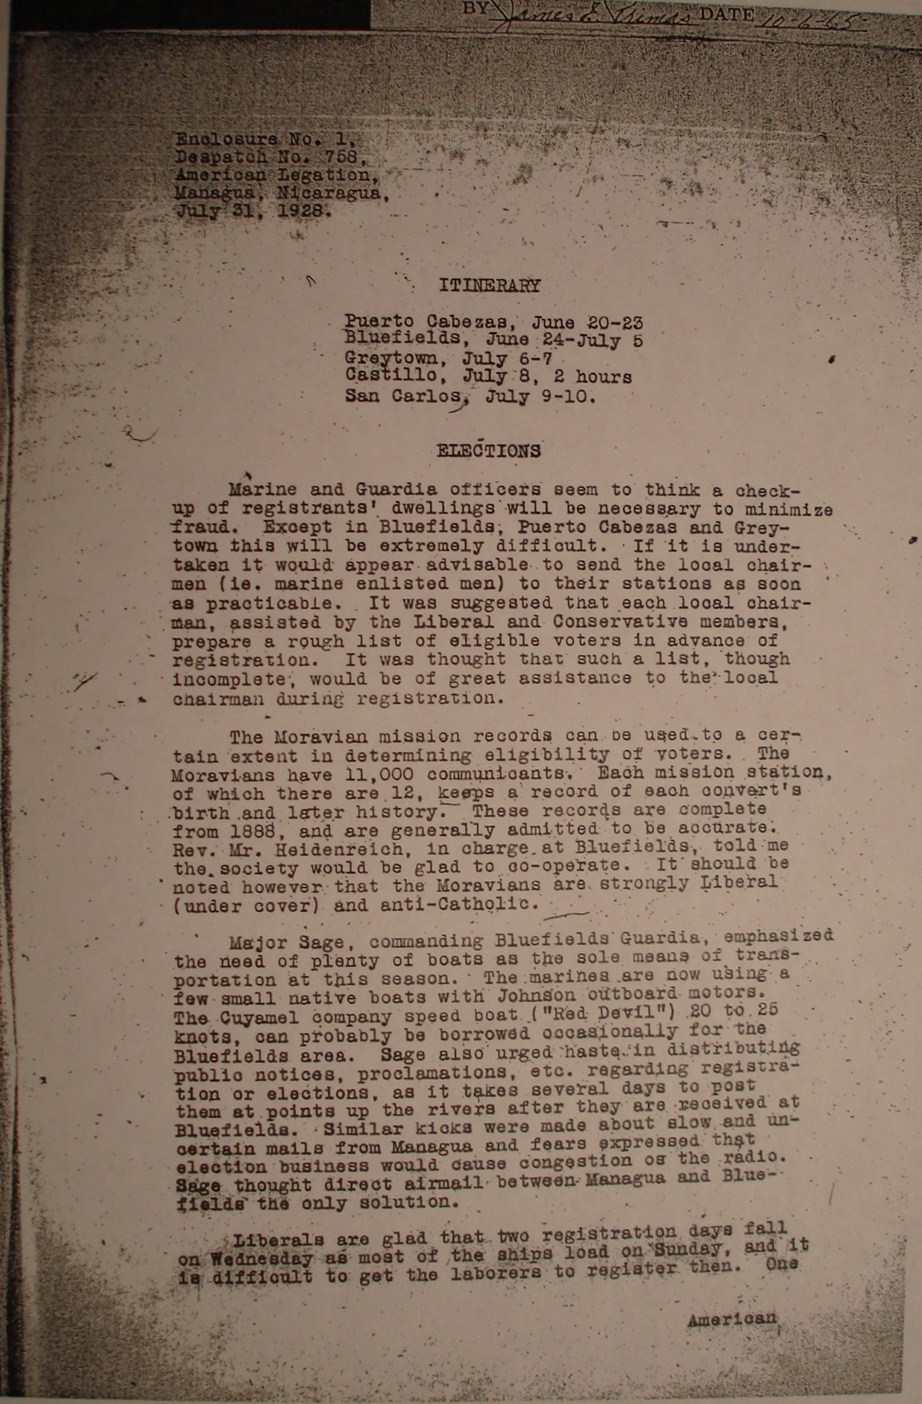 BY James E. DATE 10-2-65
Enclosure No. 1,
Despatch No. 758,
American Legation,
Managua, Nicaragua,
July 31, 1928.
ITINERARY
Puerto Cabezas, June 20-23
Bluefields, June 24-July 5
Greytown, July 6-7
Castillo, July 8, 2 hours
San Carlos, July 9-10.
ELECTIONS
Marine and Guardia officers seem to think a check-
up of registrants' dwellings will be necessary to minimize
fraud. Except in Bluefields, Puerto Cabezas and Grey-
town this will be extremely difficult. If it is under-
taken it would appear advisable to send the local chair-
men (ie. marine enlisted men) to their stations as soon
as practicable. It was suggested that each local chair-
man, assisted by the Liberal and Conservative members,
prepare a rough list of eligible voters in advance of
registration. It was thought that such a list, though
incomplete, would be of great assistance to the local
chairman during registration.
The Moravian mission records can be used to a cer-
tain extent in determining eligibility of voters. The
Moravians have 11,000 communicants. Each mission station,
of which there are 12, keeps a record of each convert's
birth and later history. These records are complete
from 1888, and are generally admitted to be accurate.
Rev. Mr. Heidenreich, in charge at Bluefields, told me
the society would be glad to co-operate. It should be
noted however that the Moravians are strongly Liberal
(under cover) and anti-Catholic.
Major Sage, commanding Bluefields Guardia, emphasized
the need of plenty of boats as the sole means of trans-
portation at this season. The marines are now using a
few small native boats with Johnson outboard motors.
The Cuyamel company speed boat ("Red Devil") 20 to 25
knots, can probably be borrowed occasionally for the
Bluefields area. Sage also urged haste in distributing
public notices, proclamations, etc. regarding registra-
tion or elections, as it takes several days to post
them at points up the rivers after they are received at
Bluefields. Similar kicks were made about slow and un-
certain mails from Managua and fears expressed that
election business would cause congestion os the radio.
Sage thought direct airmail between Managua and Blue-
fields the only solution.
Liberals are glad that two registration days fall
on Wednesday as most of the ships load on Sunday, and it
is difficult to get the laborers to register then. One
American